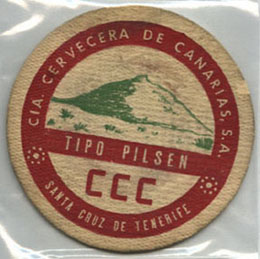 CIA. CERVECERA DE CANARIAS, S.A.
TIPO PILSEN
CCC
SANTA CRUZ DE TENERIFE